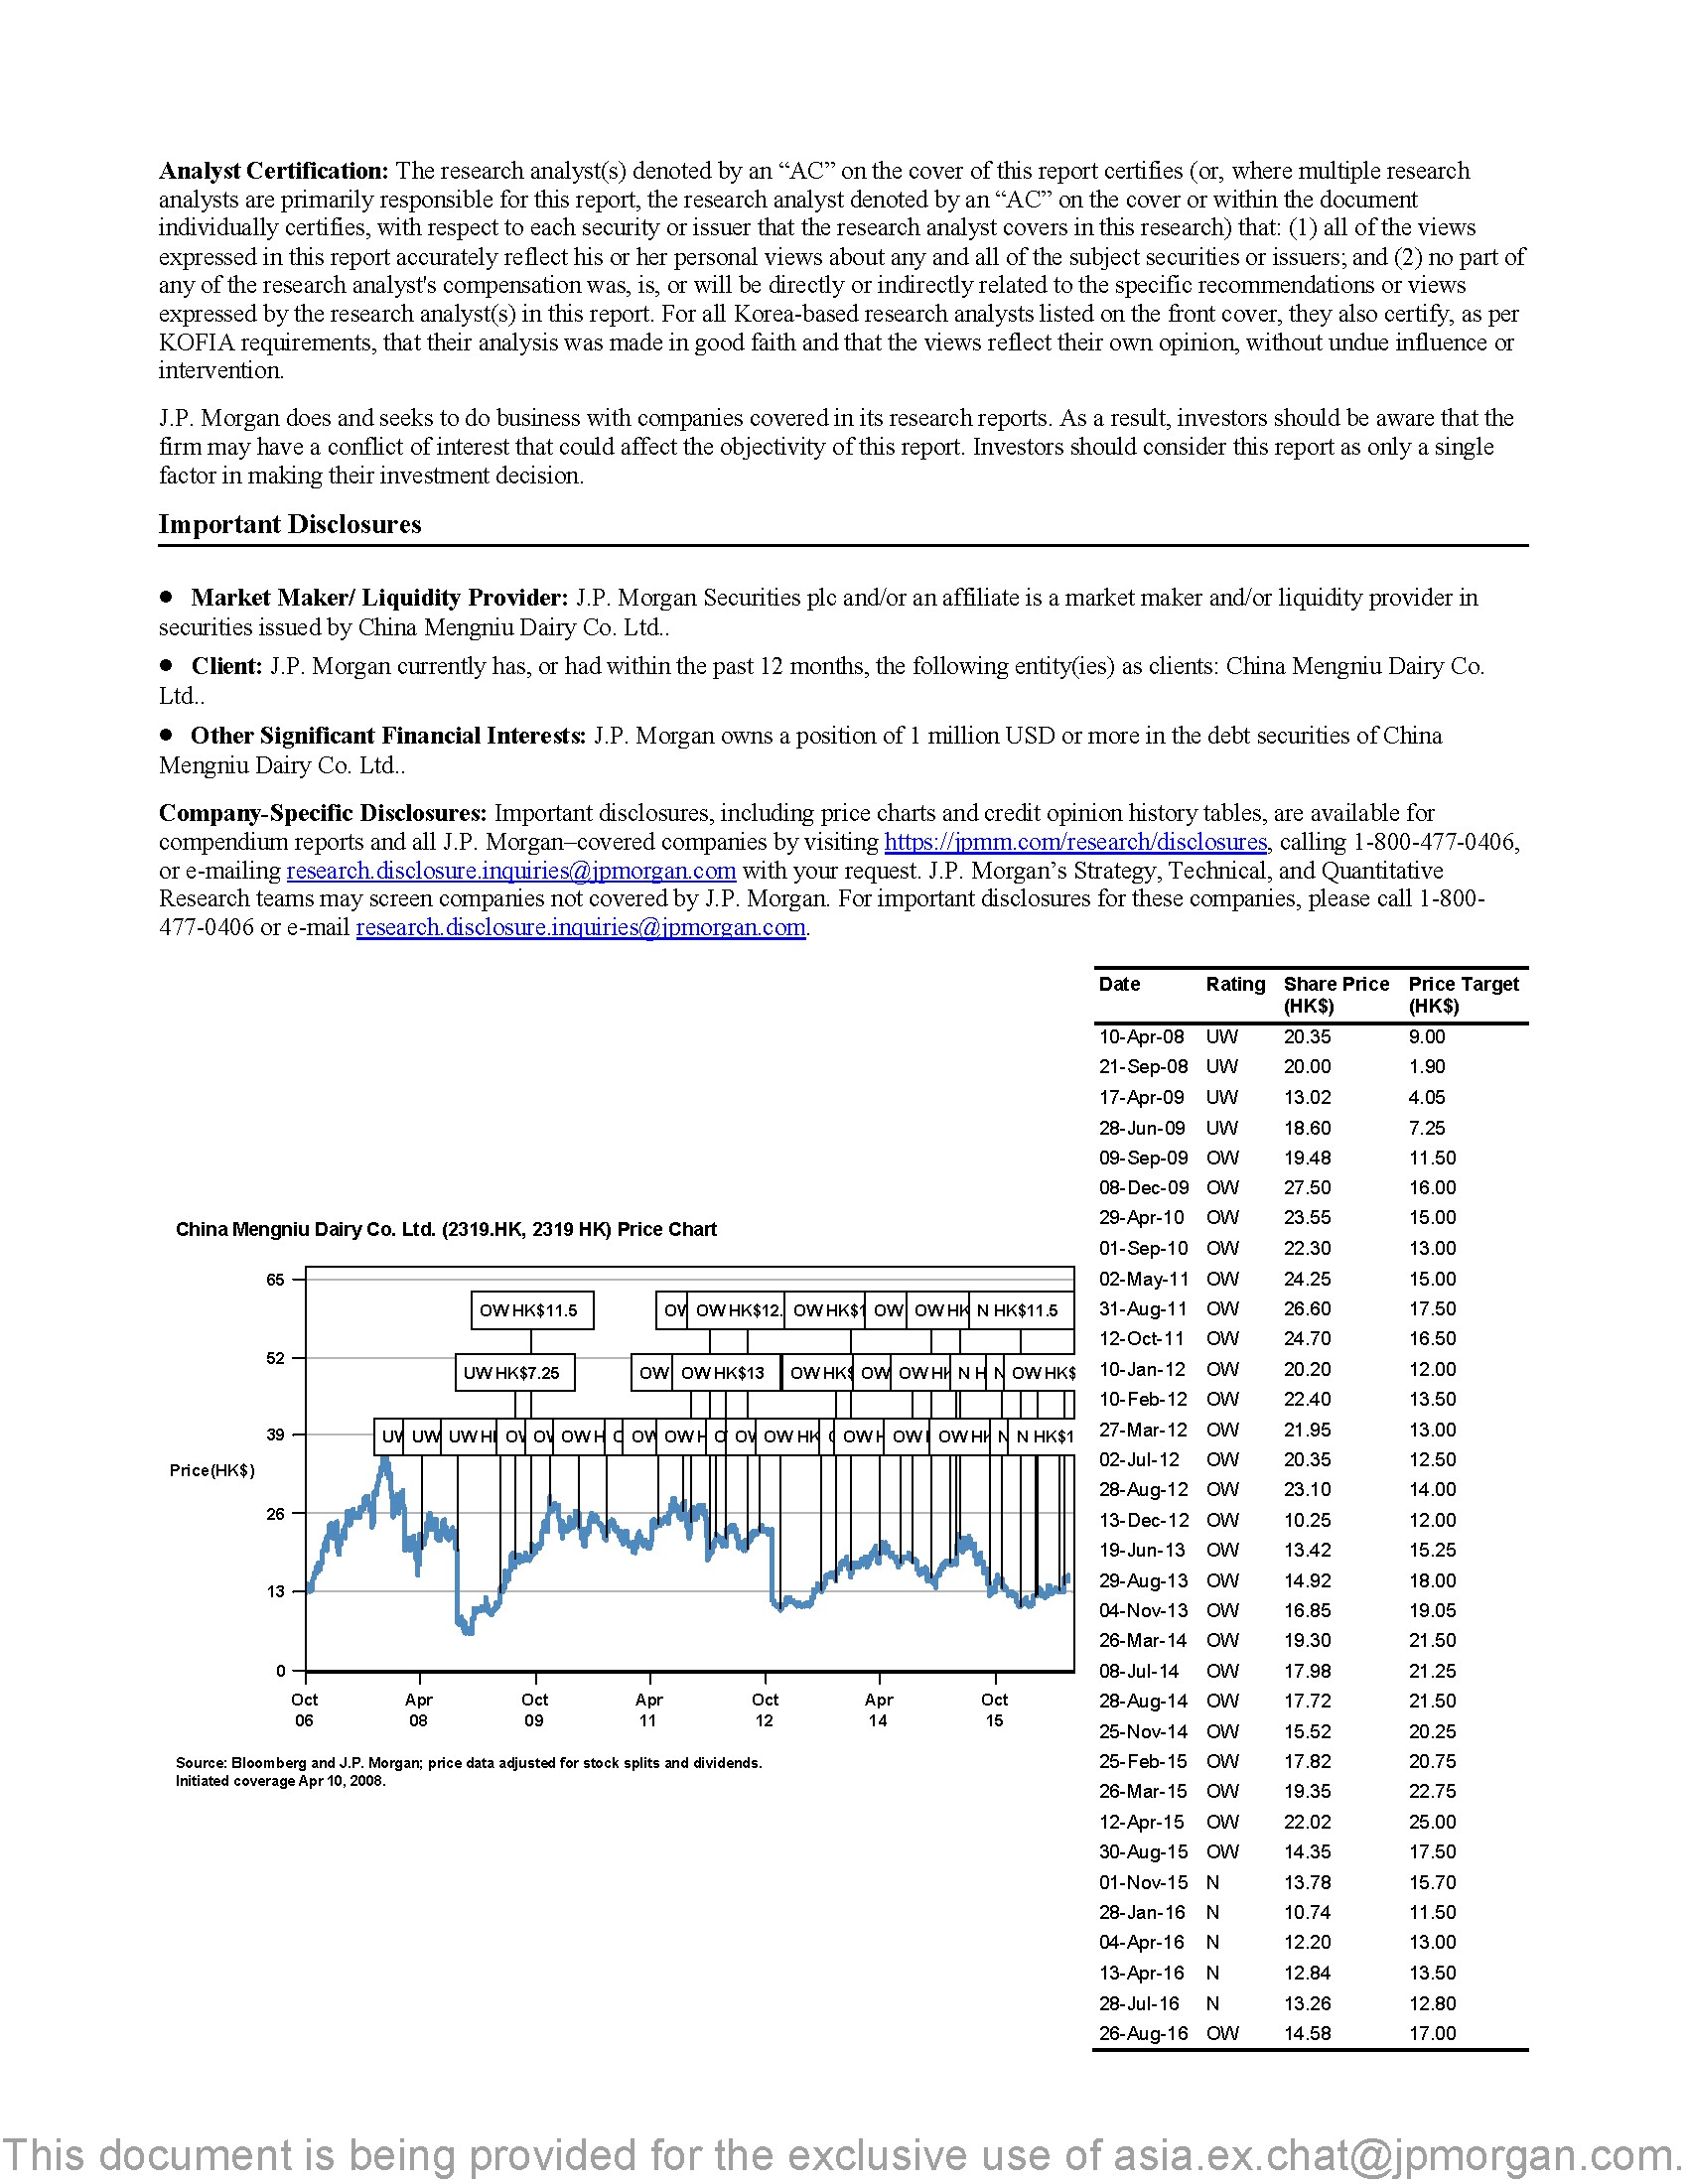 Analyst Certification: The research analyst(s) denoted by an “AC” on the cover of this report certifies (or, where multiple research
analysts are primarily responsible for this report, the research analyst denoted by an “AC” on the cover or within the document
individually certifies, with respect to each security or issuer that the research analyst covers in this research) that: (1) all of the views
expressed in this report accurately reflect his or her personal views about any and all of the subject securities or issuers; and (2) no part of
any of the research analyst's compensation was, is, or will be directly or indirectly related to the specific recommendations or views
expressed by the research analyst(s) in this report. For all Korea-based research analysts listed on the front cover, they also certify, as per
KOFIA requirements, that their analysis was made in good faith and that the views reflect their own opinion, without undue influence or
intervention.
J.P. Morgan does and seeks to do business with companies covered in its research reports. As a result, investors should be aware that the
firm may have a conflict of interest that could affect the objectivity of this report. Investors should consider this report as only a single
factor in making their investment decision.
Important Disclosures
● Market Maker/ Liquidity Provider: J.P. Morgan Securities plc and/or an affiliate is a market maker and/or liquidity provider in
securities issued by China Mengniu Dairy Co. Ltd..
● Client: J.P. Morgan currently has, or had within the past 12 months, the following entity(ies) as clients: China Mengniu Dairy Co.
Ltd..
● Other Significant Financial Interests: J.P. Morgan owns a position of 1 million USD or more in the debt securities of China
Mengniu Dairy Co. Ltd..
Company-Specific Disclosures: Important disclosures, including price charts and credit opinion history tables, are available for
compendium reports and all J.P. Morgan–covered companies by visiting https://jpmm.com/research/disclosures, calling 1-800-477-0406,
or e-mailing research.disclosure.inquiries@jpmorgan.com with your request. J.P. Morgan’s Strategy, Technical, and Quantitative
Research teams may screen companies not covered by J.P. Morgan. For important disclosures for these companies, please call 1-800-
477-0406 or e-mail research.disclosure.inquiries@jpmorgan.com.
China Mengniu Dairy Co. Ltd. (2319.HK, 2319 HK) Price Chart
65
OW HK$11.5 OW HK$12. OW HK$1 OW OW HK N HK$11.5
52
UW HK$7.25 OW OW HK$13 OW HK$ OW OW HK N H N OW HK$
39
UW UW HK OW HK OW OW H OW HK OW H OW OW HK N N HK$1
Price(HK$)
26
13
0
Oct Apr Oct Apr Oct Apr Oct
06 08 09 11 12 14 15
Source: Bloomberg and J.P. Morgan; price data adjusted for stock splits and dividends.
Initiated coverage Apr 10, 2008.
Date Rating Share Price Price Target
(HK$) (HK$)
10-Apr-08 UW 20.35 9.00
21-Sep-08 UW 20.00 1.90
17-Apr-09 UW 13.02 4.05
28-Jun-09 UW 18.60 7.25
09-Sep-09 OW 19.48 11.50
08-Dec-09 OW 27.50 16.00
29-Apr-10 OW 23.55 15.00
01-Sep-10 OW 22.30 13.00
02-May-11 OW 24.25 15.00
31-Aug-11 OW 26.60 17.50
12-Oct-11 OW 24.70 16.50
10-Jan-12 OW 20.20 12.00
10-Feb-12 OW 22.40 13.50
27-Mar-12 OW 21.95 13.00
02-Jul-12 OW 20.35 12.50
28-Aug-12 OW 23.10 14.00
13-Dec-12 OW 10.25 12.00
19-Jun-13 OW 13.42 15.25
29-Aug-13 OW 14.92 18.00
04-Nov-13 OW 16.85 19.05
26-Mar-14 OW 19.30 21.50
08-Jul-14 OW 17.98 21.25
28-Aug-14 OW 17.72 21.50
25-Nov-14 OW 15.52 20.25
25-Feb-15 OW 17.82 20.75
26-Mar-15 OW 19.35 22.75
12-Apr-15 OW 22.02 25.00
30-Aug-15 OW 14.35 17.50
01-Nov-15 N 13.78 15.70
28-Jan-16 N 10.74 11.50
04-Apr-16 N 12.20 13.00
13-Apr-16 N 12.84 13.50
28-Jul-16 N 13.26 12.80
26-Aug-16 OW 14.58 17.00
This document is being provided for the exclusive use of asia.ex.chat@jpmorgan.com.